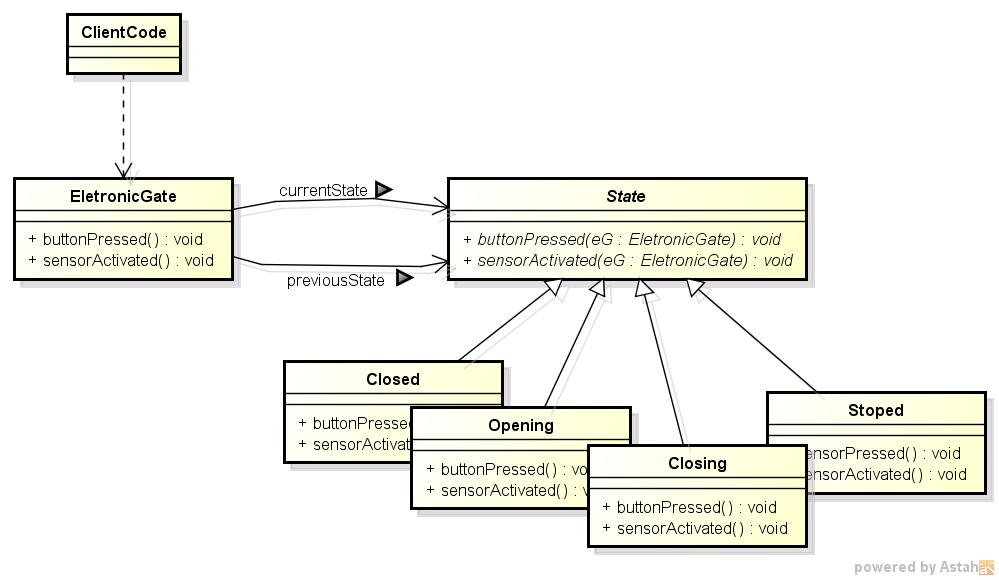 ClientCode
EletronicGate
+ buttonPressed() : void
+ sensorActivated() : void
currentState
previousState
State
+ buttonPressed(eG : EletronicGate) : void
+ sensorActivated(eG : EletronicGate) : void
Closed
+ buttonPresse
+ sensorActivat
Opening
+ buttonPressed() : vo
+ sensorActivated() :
Closing
+ buttonPressed() : void
+ sensorActivated() : void
Stoped
ensorPressed() : void
ensorActivated() : void
powered by Astah